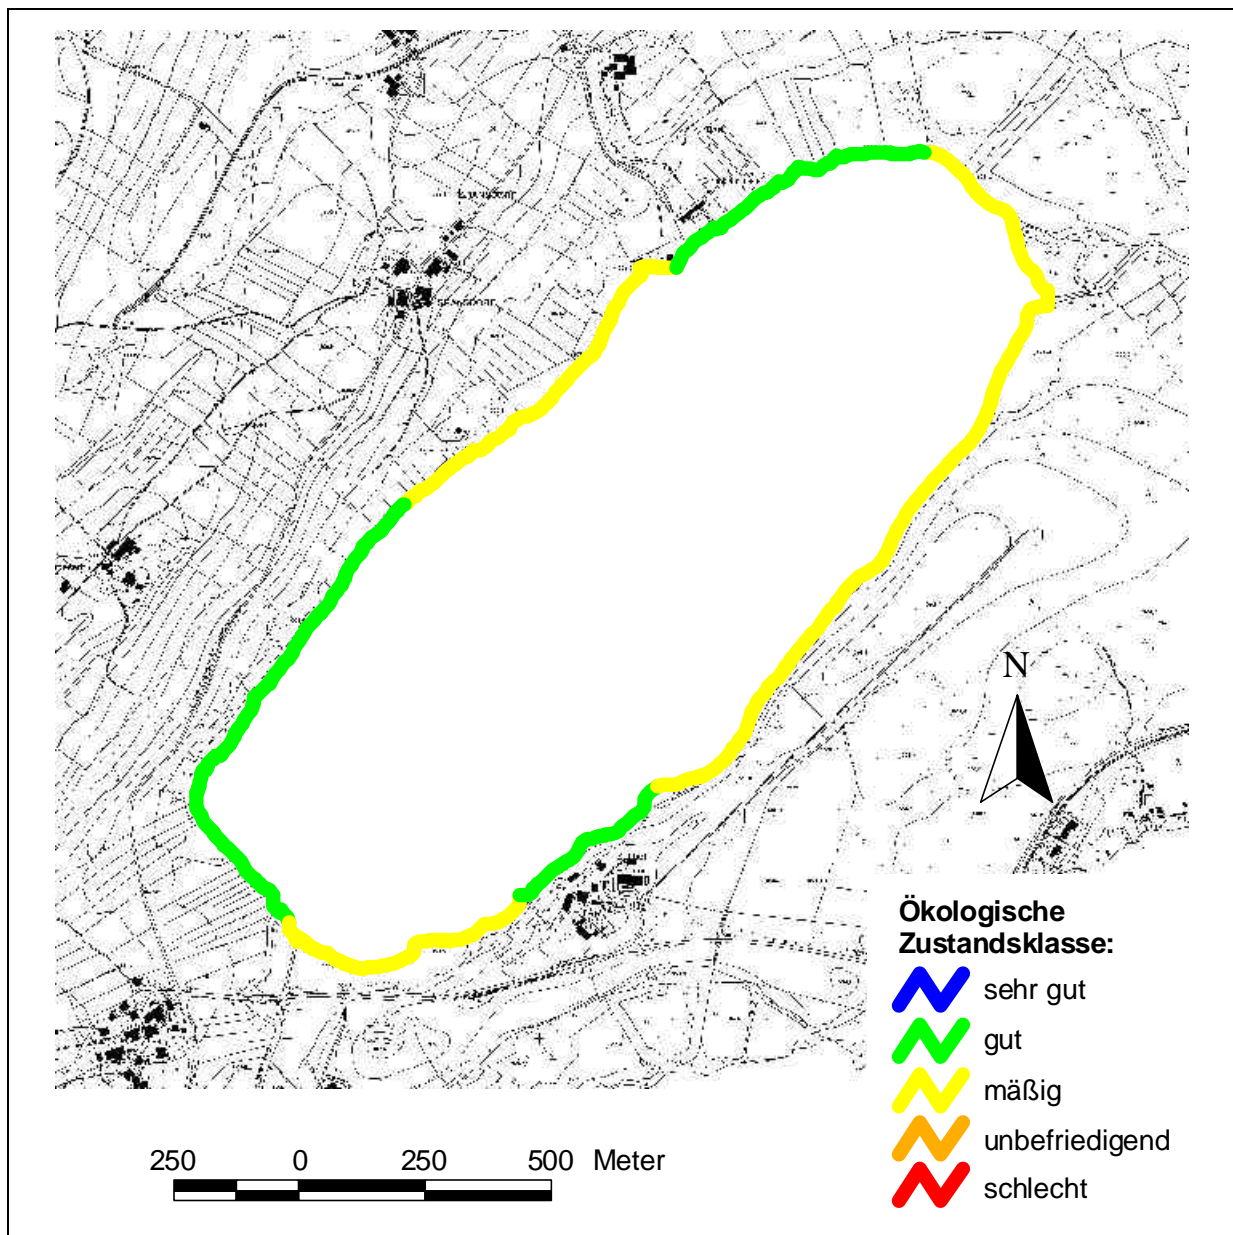 N
Ökologische
Zustandsklasse:
sehr gut
gut
mäßig
unbefriedigend
schlecht
250 0 250 500 Meter